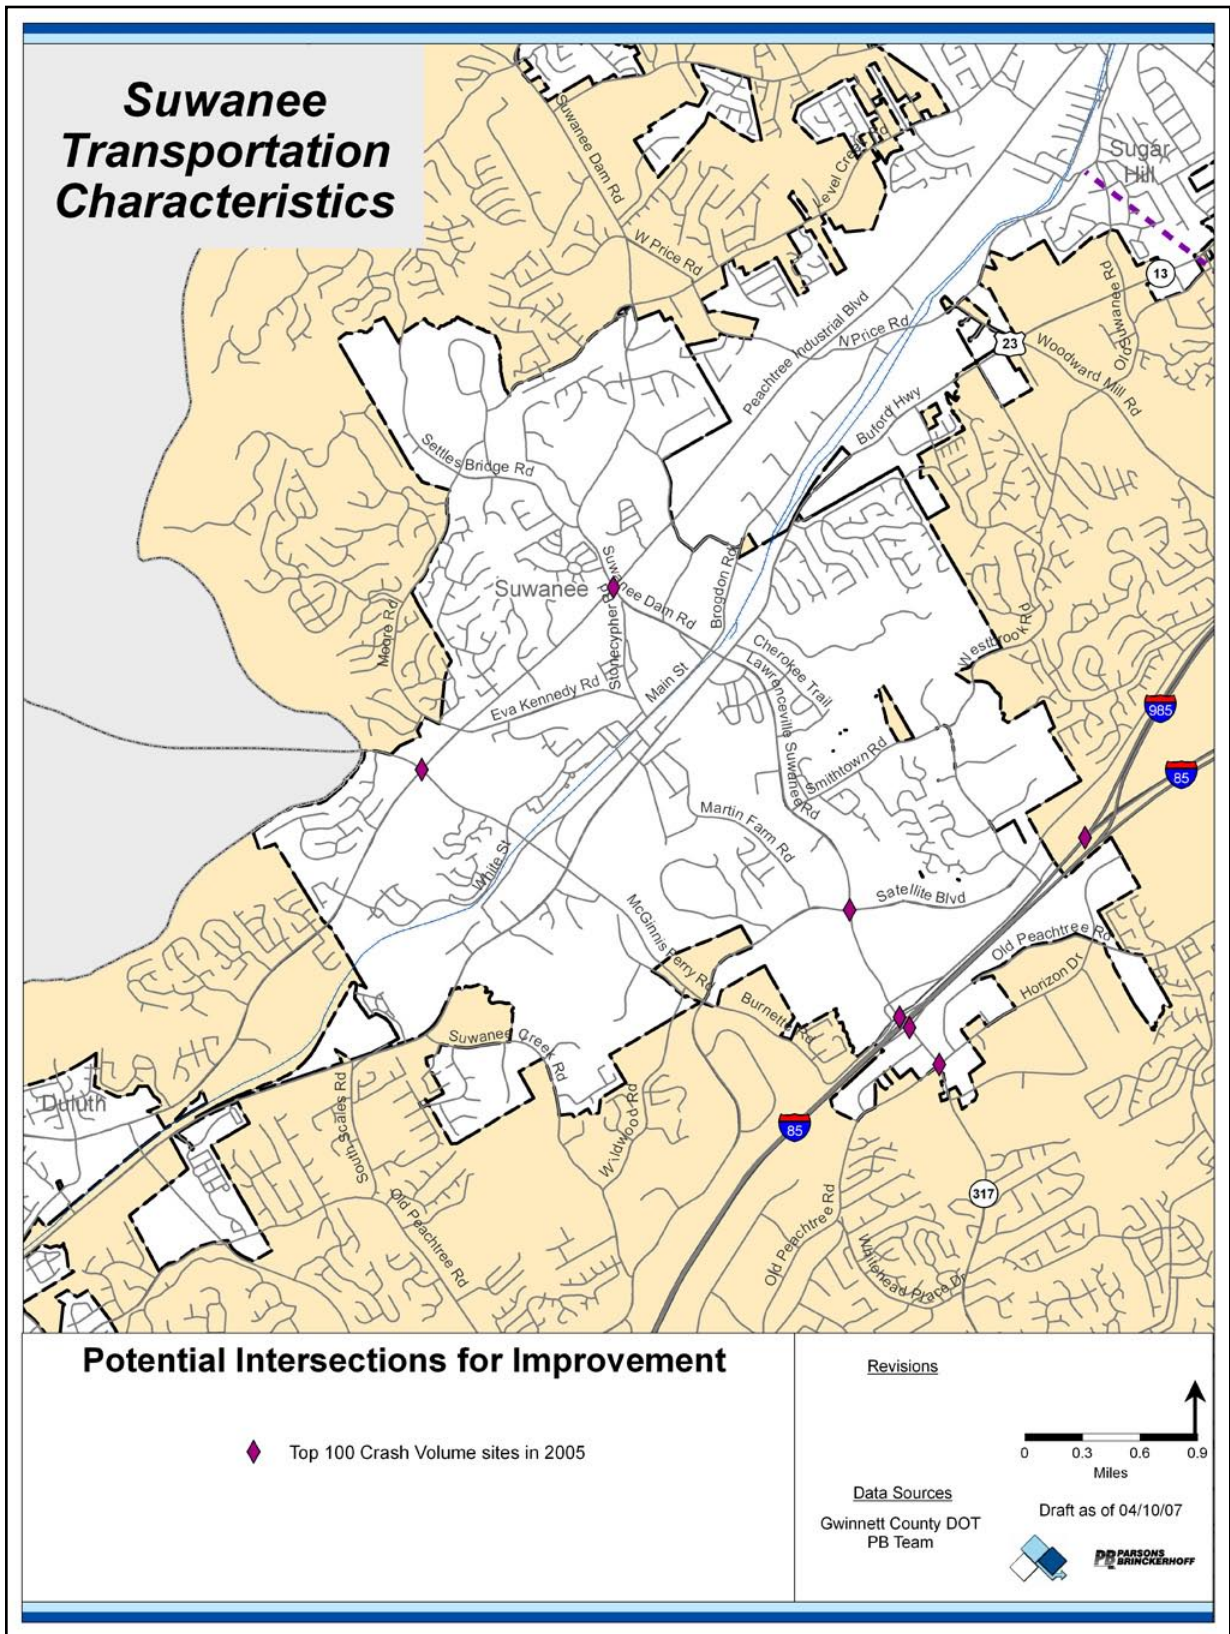 Suwanee
Transportation
Characteristics
Suwanee Dam Rd
Level Creek Rd
Sugar
Hill
W Price Rd
13
Old Suwanee Rd
Peachtree Industrial Blvd
N Price Rd
23
Woodward Mill Rd
Buford Hwy
Settles Bridge Rd
Suwanee
Suwanee Dam Rd
Brogdon Rd
Stonecypher Rd
Moore Rd
Westbrook Rd
Cherokee Trail
Main St
Lawrenceville Suwanee Rd
Eva Kennedy Rd
985
85
Smithtown Rd
Martin Farm Rd
White St
Satellite Blvd
McGinnis Ferry Rd
Old Peachtree Rd
Horizon Dr
Burnette Rd
Suwanee Creek Rd
Duluth
South Scales Rd
Wildwood Rd
85
317
Old Peachtree Rd
Old Peachtree Rd
Whitehead Place Dr
Potential Intersections for Improvement
Top 100 Crash Volume sites in 2005
Revisions
0 0.3 0.6 0.9
Miles
Data Sources
Gwinnett County DOT
PB Team
Draft as of 04/10/07
PB PARSONS
BRINCKERHOFF